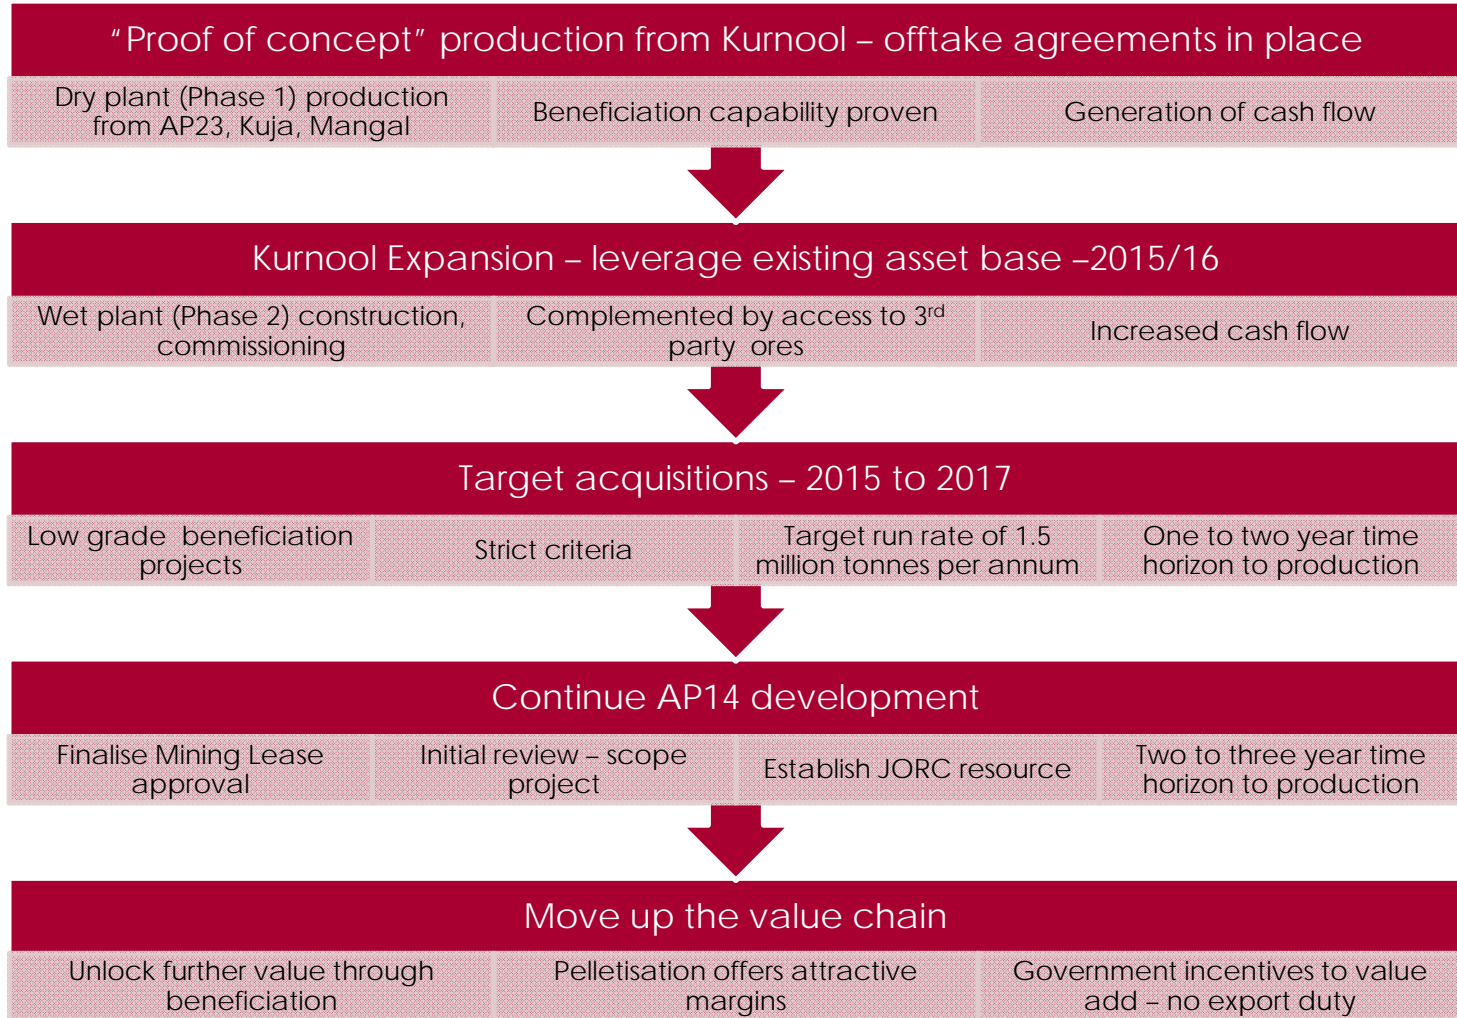 “Proof of concept” production from Kurnool – offtake agreements in place
Dry plant (Phase 1) production
from AP23, Kuja, Mangal
Beneficiation capability proven
Generation of cash flow
Kurnool Expansion – leverage existing asset base –2015/16
Wet plant (Phase 2) construction,
commissioning
Complemented by access to 3rd
party ores
Increased cash flow
Target acquisitions – 2015 to 2017
Low grade beneficiation
projects
Strict criteria
Target run rate of 1.5
million tonnes per annum
One to two year time
horizon to production
Continue AP14 development
Finalise Mining Lease
approval
Initial review – scope
project
Establish JORC resource
Two to three year time
horizon to production
Move up the value chain
Unlock further value through
beneficiation
Pelletisation offers attractive
margins
Government incentives to value
add – no export duty